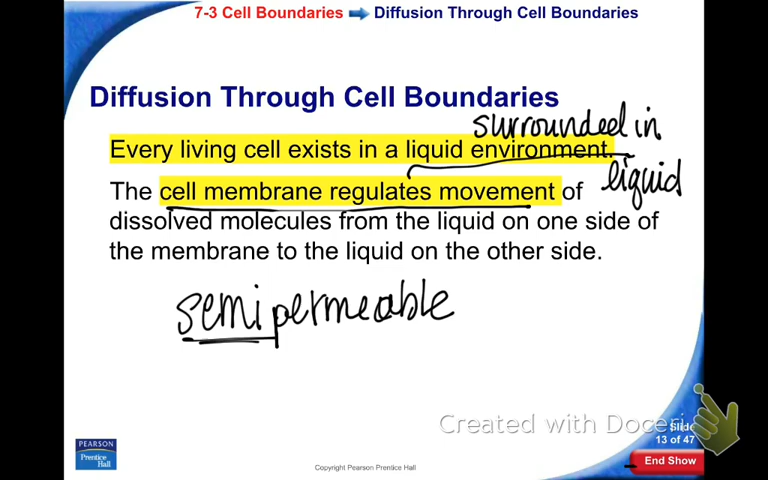 7-3 Cell Boundaries Diffusion Through Cell Boundaries
Diffusion Through Cell Boundaries
surrounded in
Every living cell exists in a liquid environment.
liquid
The cell membrane regulates movement of
dissolved molecules from the liquid on one side of
the membrane to the liquid on the other side.
semipermeable
Created with Doceri
Slide
13 of 47
End Show
PEARSON
Prentice
Hall
Copyright Pearson Prentice Hall